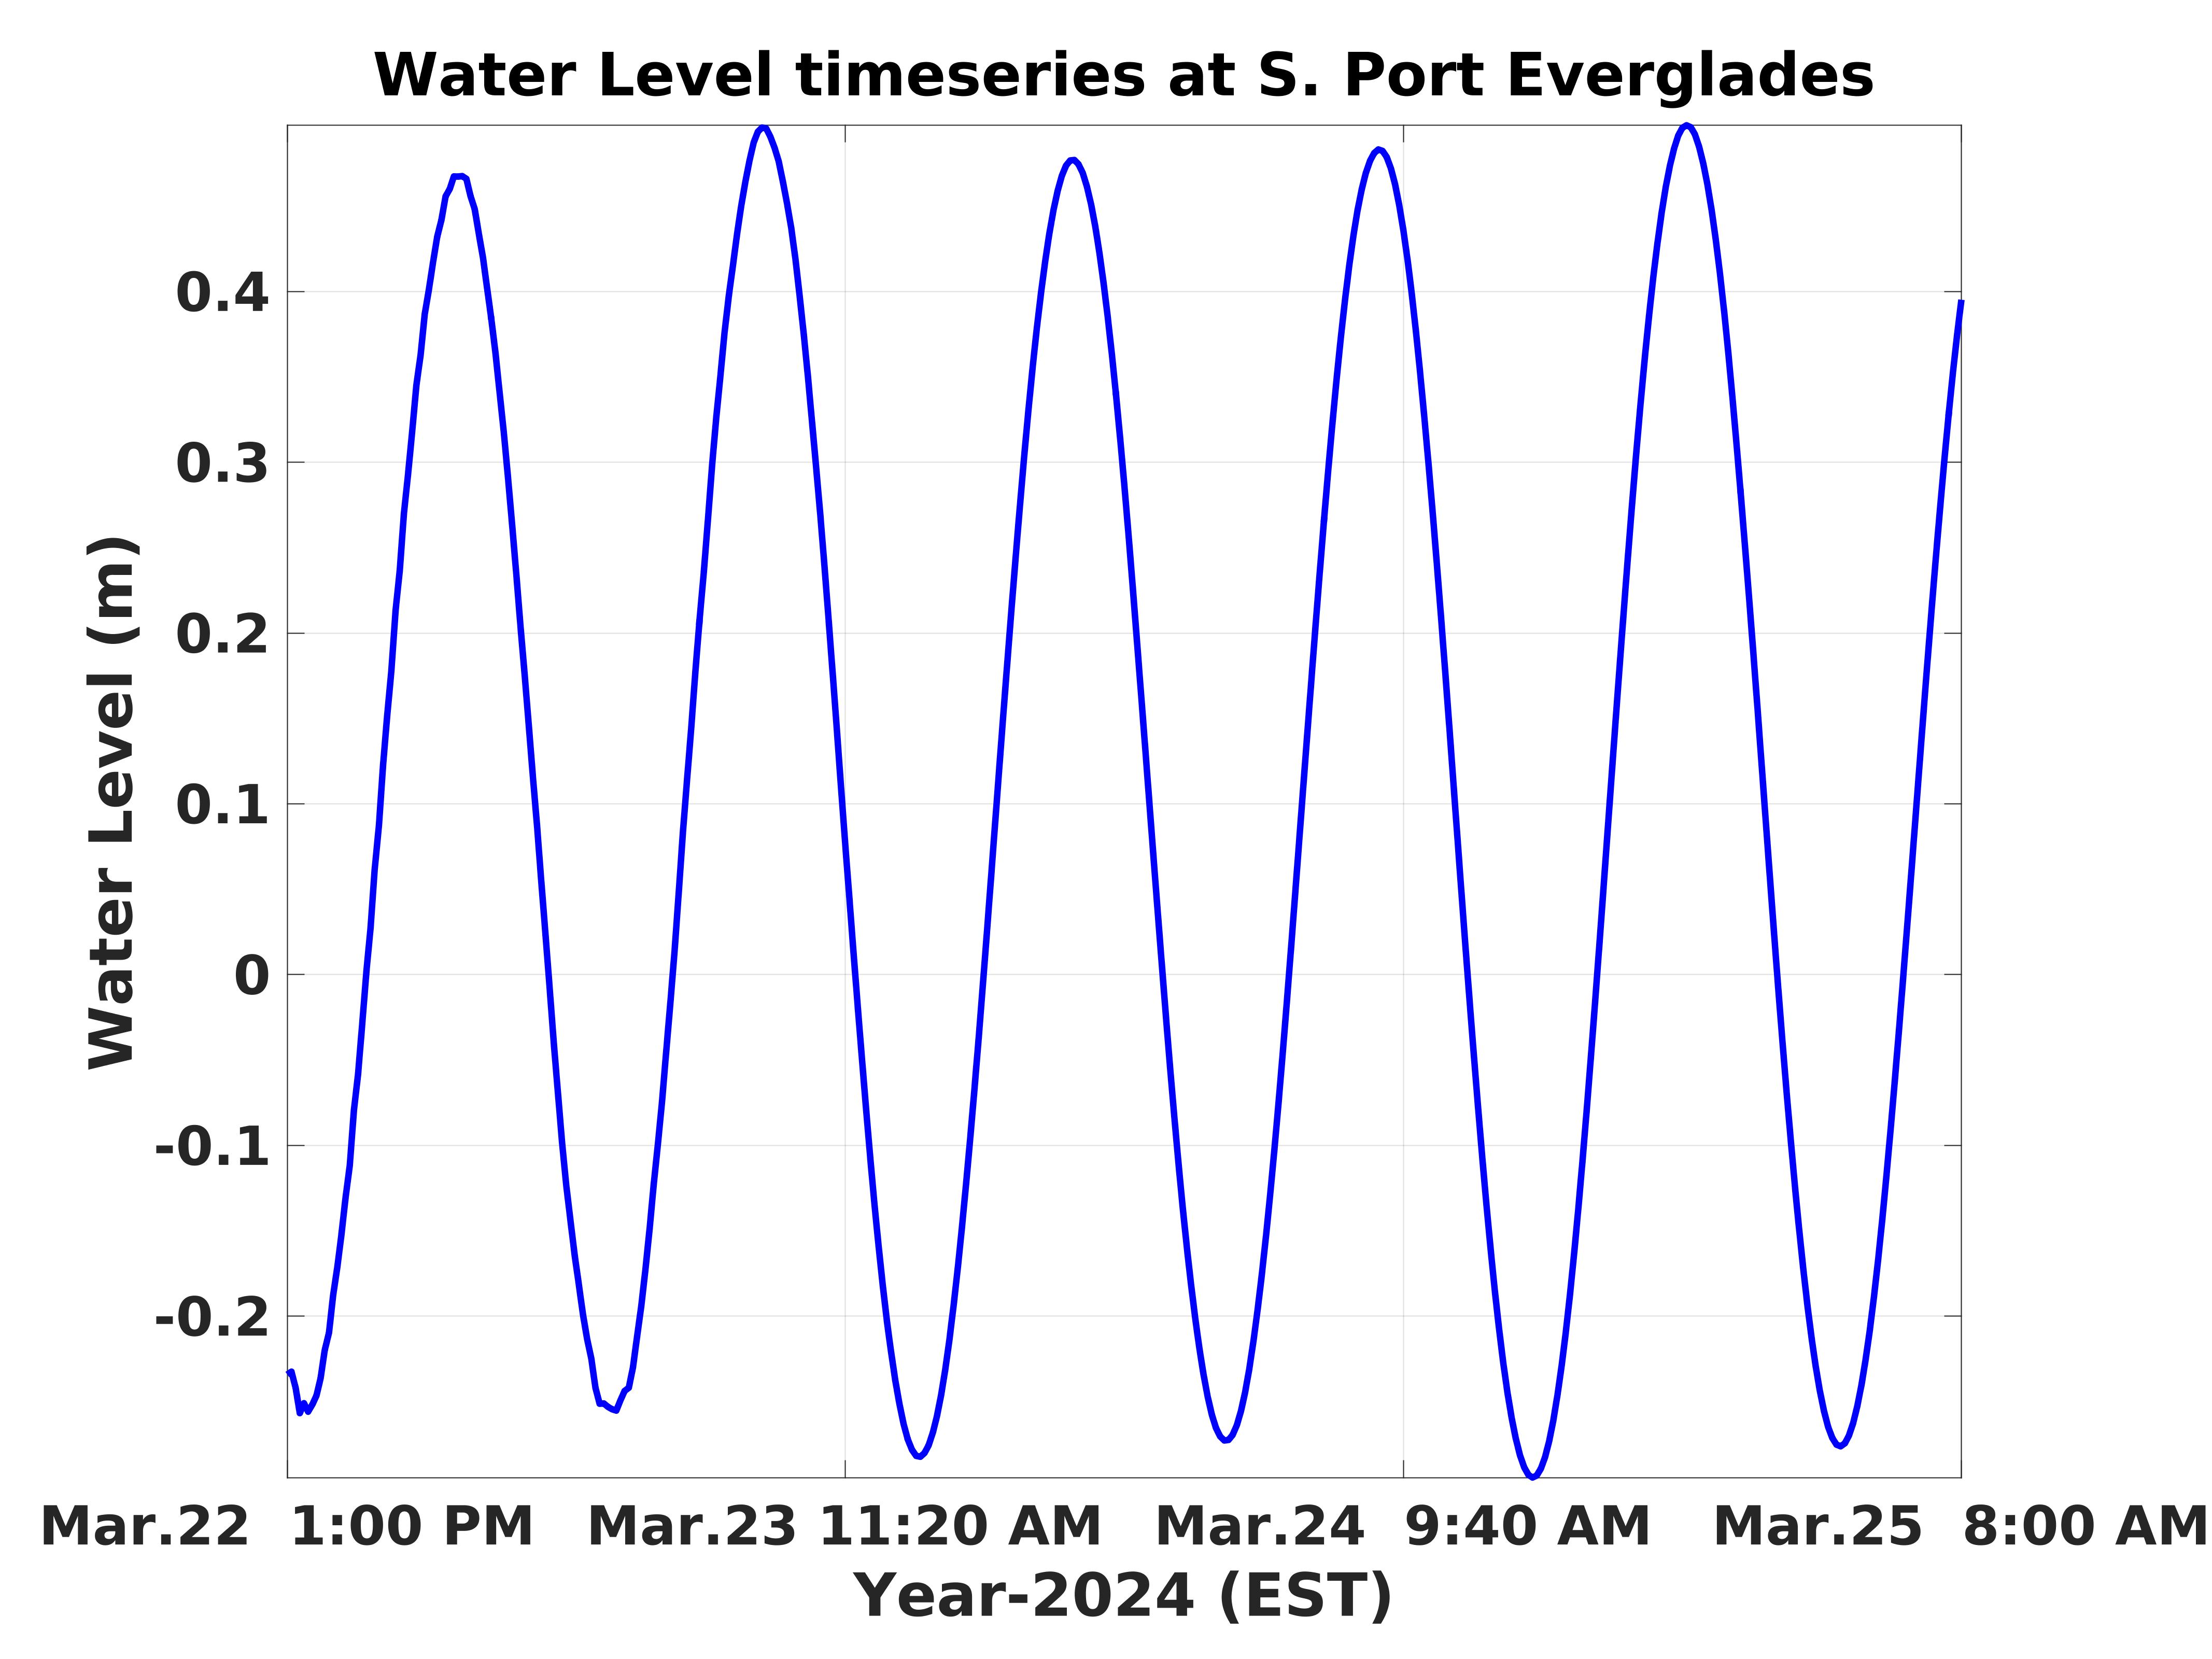 Water Level timeseries at S. Port Everglades
Water Level (m)
0.4
0.3
0.2
0.1
0
-0.1
-0.2
Mar.22 1:00 PM Mar.23 11:20 AM Mar.24 9:40 AM Mar.25 8:00 AM
Year-2024 (EST)